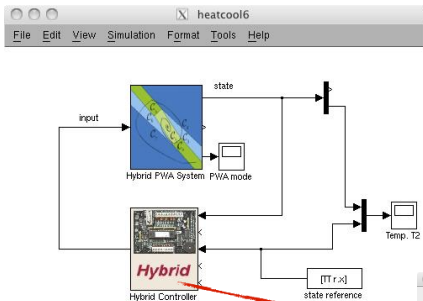 heatcool6
File Edit View Simulation Format Tools Help
state
input
Hybrid PWA System
PWA mode
Temp. T2
Hybrid
[TT r.x]
state reference
Hybrid Controller